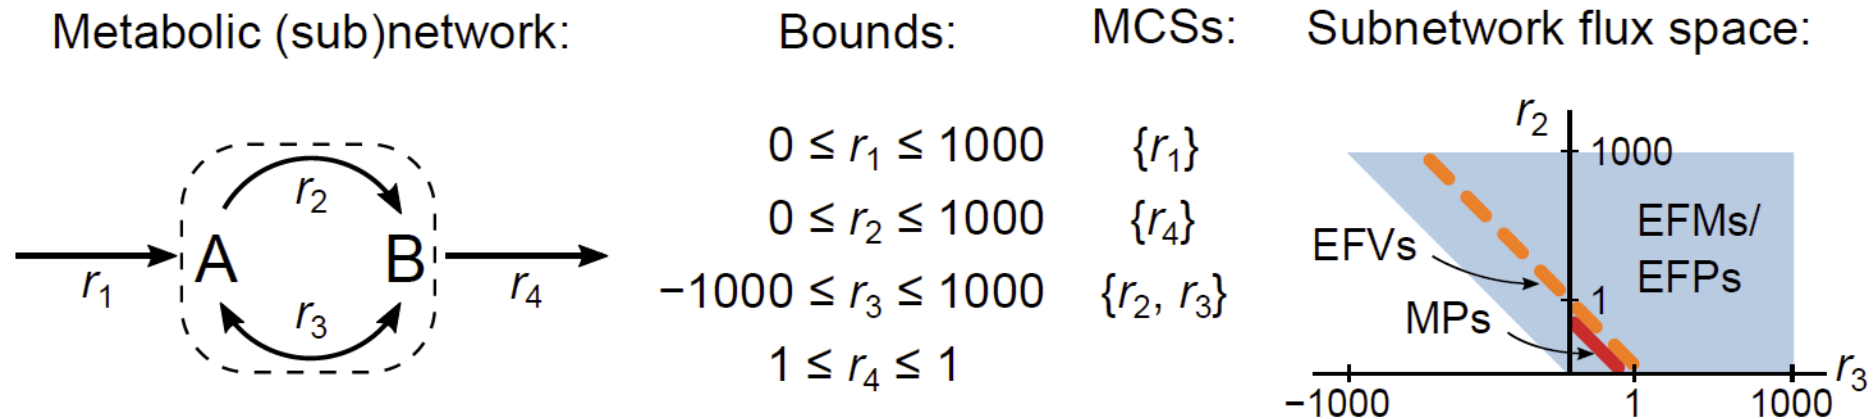 Metabolic (sub)network:
r1
A
r2
r3
B
r4
Bounds:
0 ≤ r1 ≤ 1000
0 ≤ r2 ≤ 1000
−1000 ≤ r3 ≤ 1000
1 ≤ r4 ≤ 1
MCSs:
{r1}
{r4}
{r2, r3}
Subnetwork flux space:
r2
1000
EFMs/
EFPs
EFVs
1
MPs
r3
−1000
1
1000